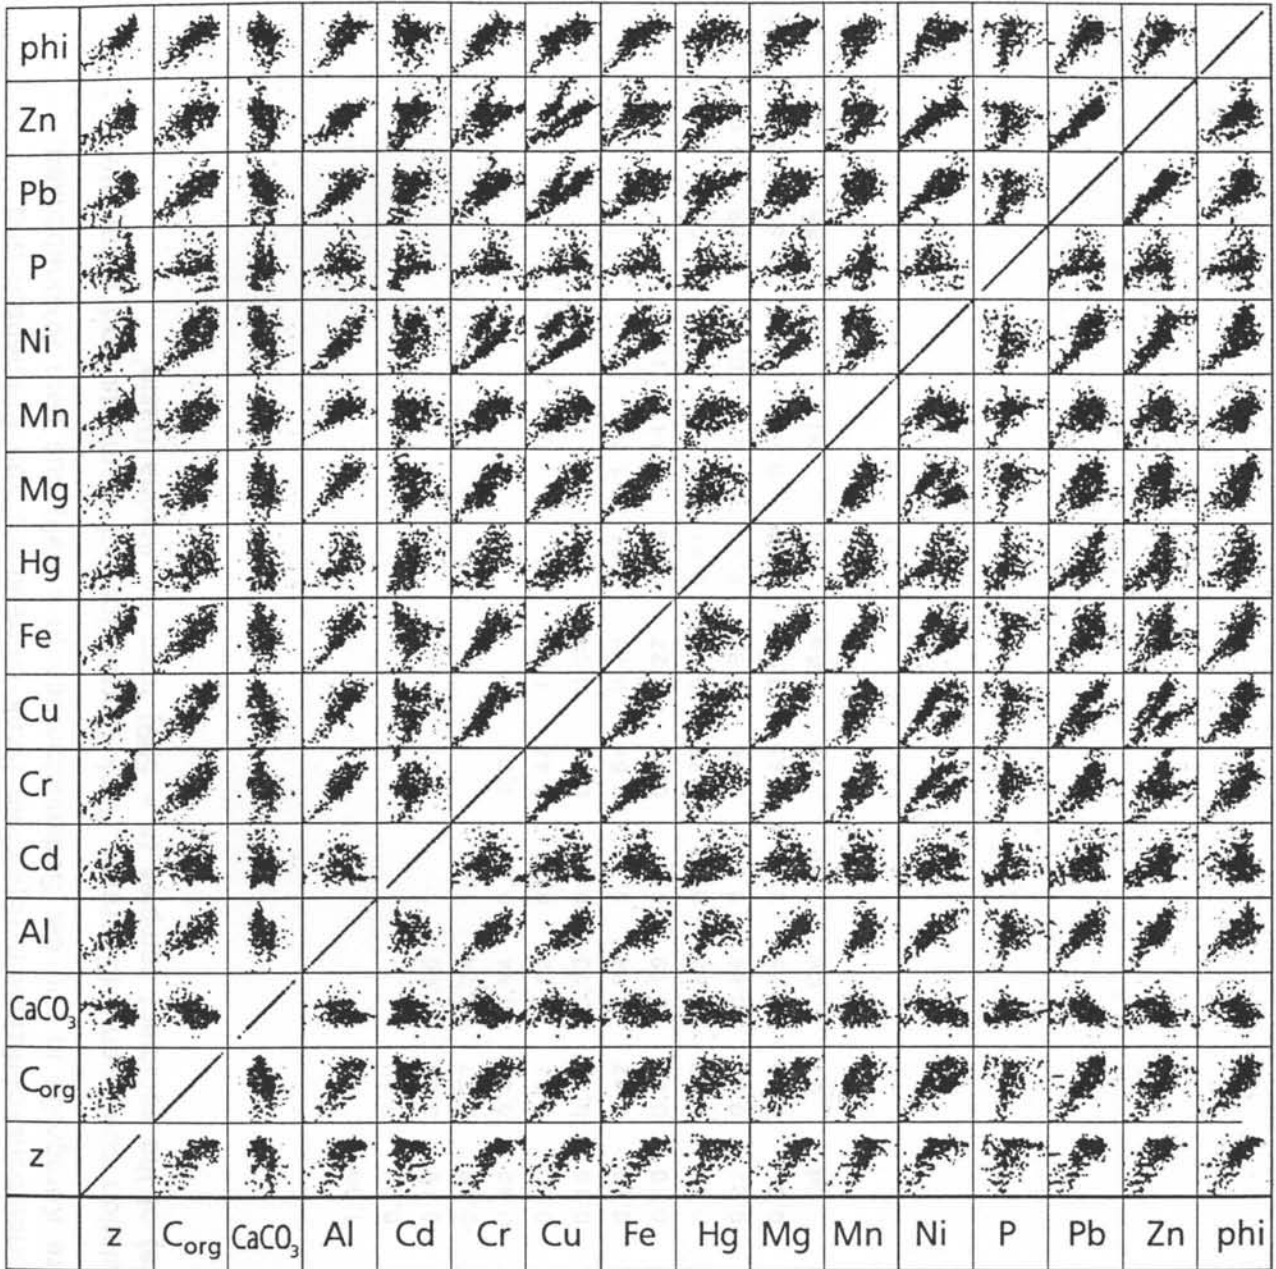 phi
Zn
Pb
P
Ni
Mn
Mg
Hg
Fe
Cu
Cr
Cd
Al
CaCO₃
Corg
z
z Corg CaCO₃ Al Cd Cr Cu Fe Hg Mg Mn Ni P Pb Zn phi